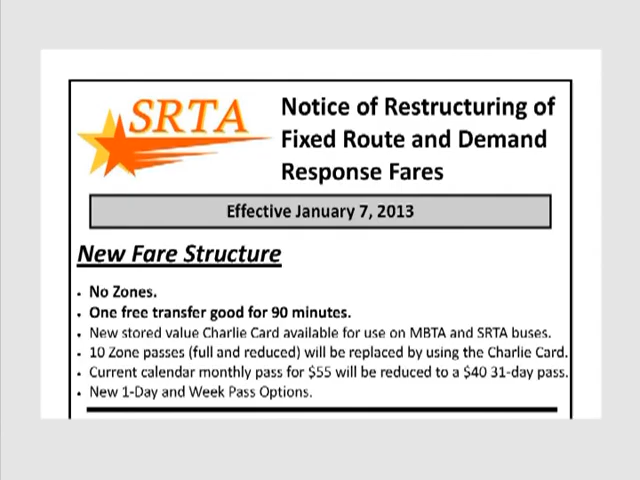 SRTA
Notice of Restructuring of
Fixed Route and Demand
Response Fares
Effective January 7, 2013
New Fare Structure
• No Zones.
• One free transfer good for 90 minutes.
• New stored value Charlie Card available for use on MBTA and SRTA buses.
• 10 Zone passes (full and reduced) will be replaced by using the Charlie Card.
• Current calendar monthly pass for $55 will be reduced to a $40 31-day pass.
• New 1-Day and Week Pass Options.